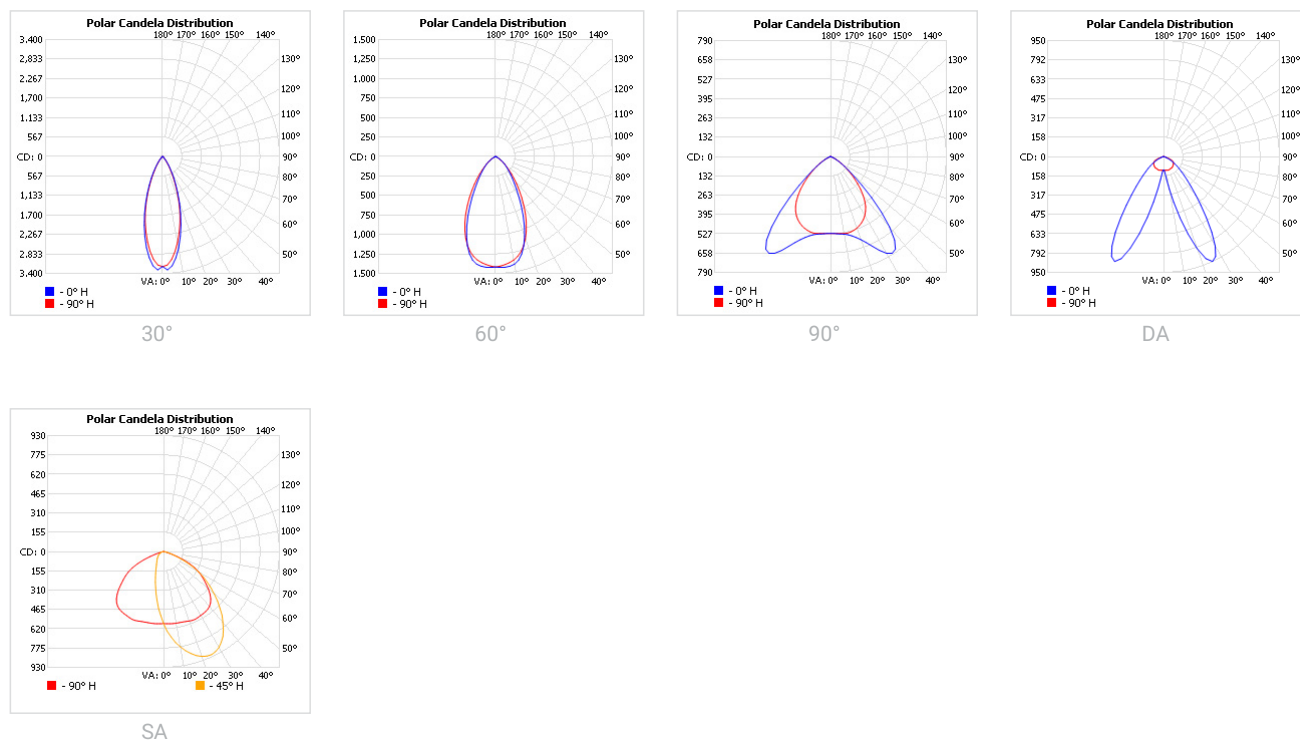 Polar Candela Distribution
180° 170° 160° 150° 140°
3.400
2,833 130°
2,267 120°
1,700 110°
1.133 100°
567
CD: 0 90°
567 80°
1,133 70°
1.700 60°
2,267
2.833 50°
3.400
VA: 0° 10° 20° 30° 40°
- 0° H
- 90° H
30°
Polar Candela Distribution
180° 170° 160° 150° 140°
1.500
1,250 130°
1,000 120°
750 110°
500 100°
250
CD: 0 90°
250 80°
500 70°
750 60°
1,000
1.250 50°
1.500
VA: 0° 10° 20° 30° 40°
- 0° H
- 90° H
60°
Polar Candela Distribution
180° 170° 160° 150° 140°
790
658 130°
527 120°
395 110°
263 100°
132
CD: 0 90°
132 80°
263 70°
395 60°
527
658 50°
790
VA: 0° 10° 20° 30° 40°
- 0° H
- 90° H
90°
Polar Candela Distribution
180° 170° 160° 150° 140°
950
792 130°
633 120°
475 110°
317 100°
158
CD: 0 90°
158 80°
317 70°
475 60°
633
792 50°
950
VA: 0° 10° 20° 30° 40°
- 0° H
- 90° H
DA
Polar Candela Distribution
180° 170° 160° 150° 140°
930
775 130°
620 120°
465 110°
310 100°
155
CD: 0 90°
155 80°
310 70°
465 60°
620
775 50°
930
VA: 0° 10° 20° 30° 40°
- 90° H - 45° H
SA